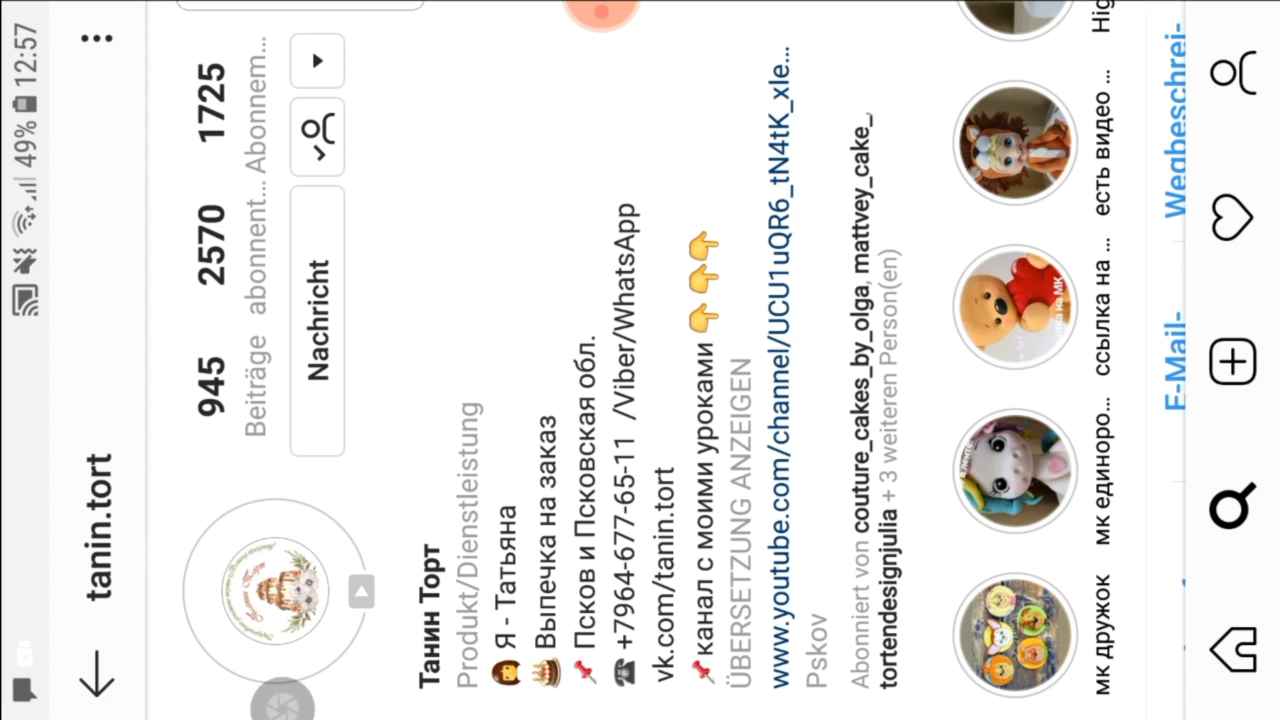 12:57
49%
tanin.tort
945 2570 1725
Beiträge abonnent... Abonnem...
Nachricht
Танин Торт
Produkt/Dienstleistung
👩 Я - Татьяна
🎂 Выпечка на заказ
📌 Псков и Псковская обл.
☎ +7964-677-65-11 /Viber/WhatsApp
vk.com/tanin.tort
📌канал с моими уроками 👉👉👉
ÜBERSETZUNG ANZEIGEN
www.youtube.com/channel/UCU1uQR6_tN4tK_xle...
Pskov
Abonniert von couture_cakes_by_olga, mattvey_cake_,
tortendesignjulia + 3 weiteren Person(en)
мк дружок мк единоро... ссылка на ... есть видео ... Hig
E-Mail- Wegbeschrei-